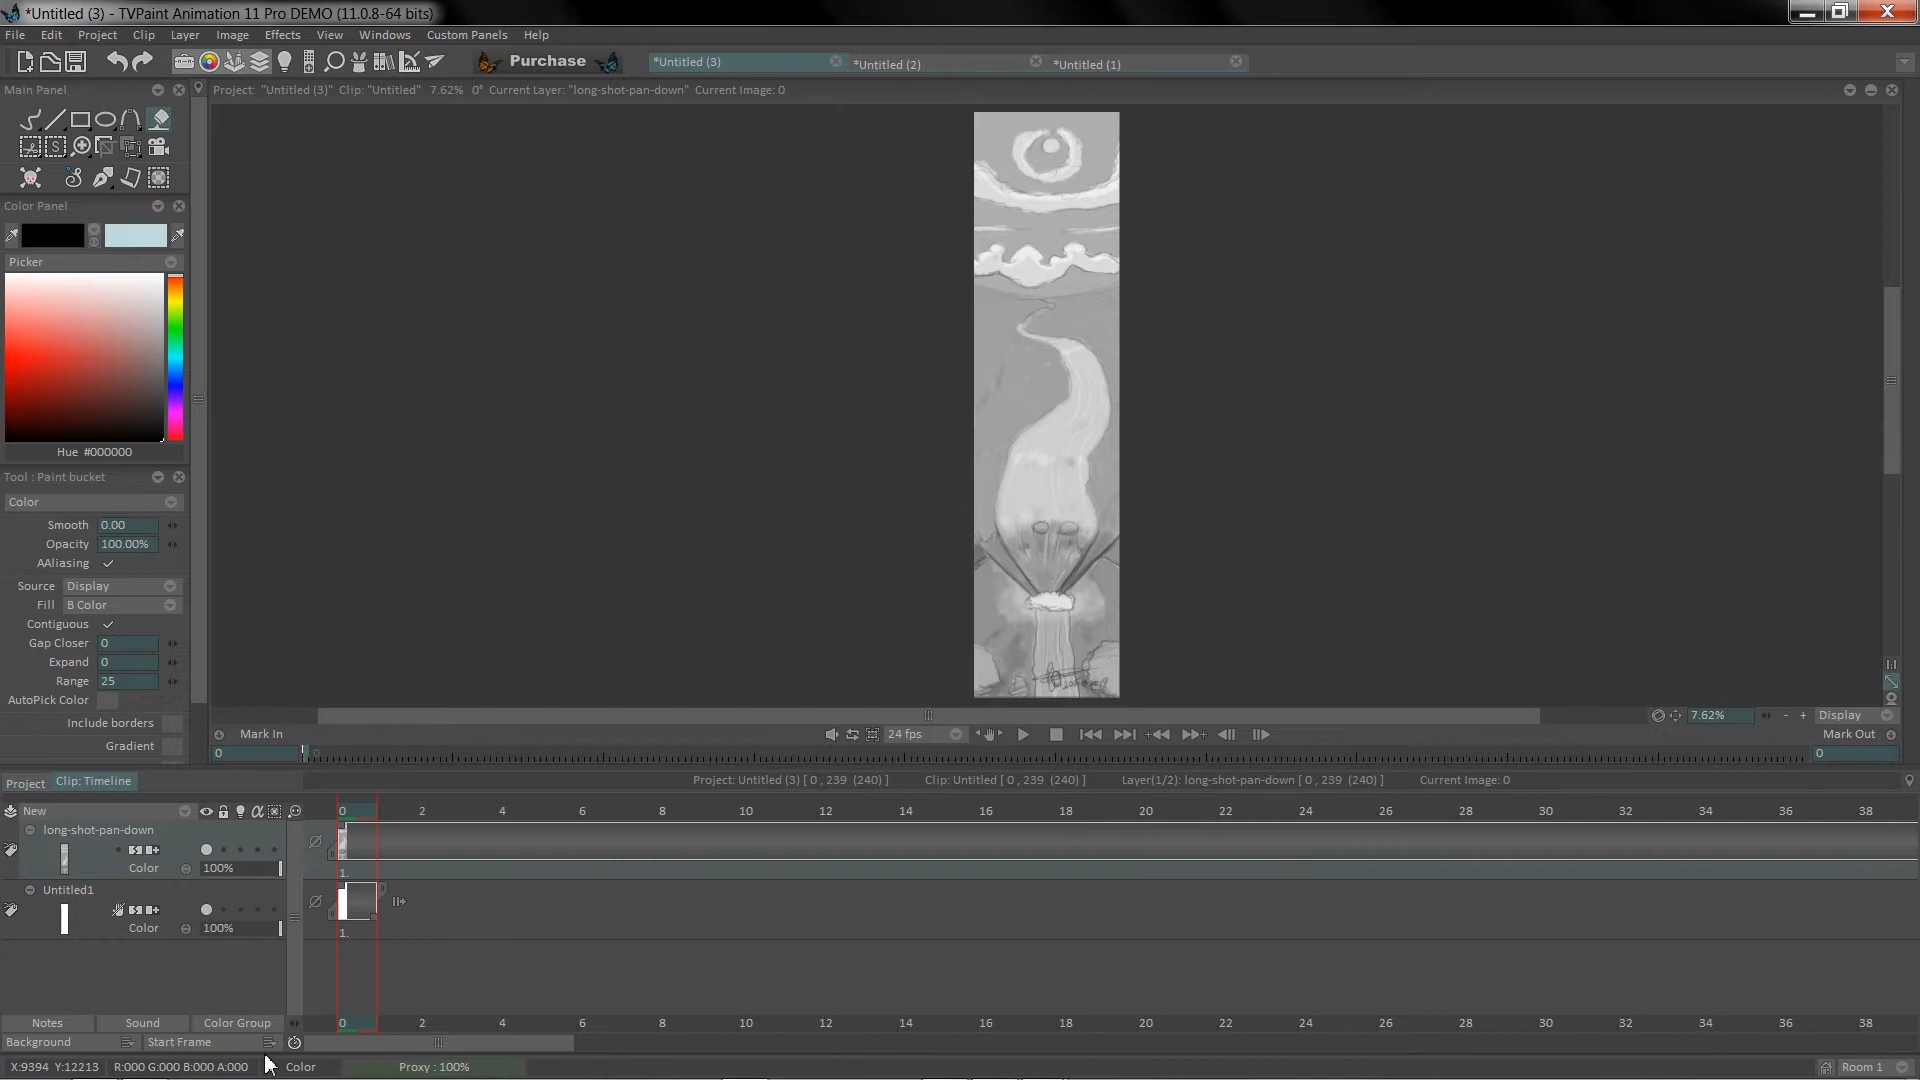 *Untitled (3) - TVPaint Animation 11 Pro DEMO (11.0.8-64 bits)
File Edit Project Clip Layer Image Effects View Windows Custom Panels Help
Purchase *Untitled (3) *Untitled (2) *Untitled (1)
Main Panel
Project: "Untitled (3)" Clip: "Untitled" 7.62% 0° Current Layer: "long-shot-pan-down" Current Image: 0
Color Panel
Picker
Hue #000000
Tool : Paint bucket
Color
Smooth 0.00
Opacity 100.00%
AAliasing
Source Display
Fill B Color
Contiguous
Gap Closer 0
Expand 0
Range 25
AutoPick Color
Include borders
Gradient
7.62% - + Display
Mark In 24 fps Mark Out
0 0
Project Clip: Timeline Project: Untitled (3) [ 0 , 239 (240) ] Clip: Untitled [ 0 , 239 (240) ] Layer(1/2): long-shot-pan-down [ 0 , 239 (240) ] Current Image: 0
New 0 2 4 6 8 10 12 14 16 18 20 22 24 26 28 30 32 34 36 38
long-shot-pan-down
Color 100%
1.
Untitled1
Color 100%
1.
Notes Sound Color Group 0 2 4 6 8 10 12 14 16 18 20 22 24 26 28 30 32 34 36 38
Background Start Frame
X:9394 Y:12213 R:000 G:000 B:000 A:000 Color Proxy : 100% Room 1